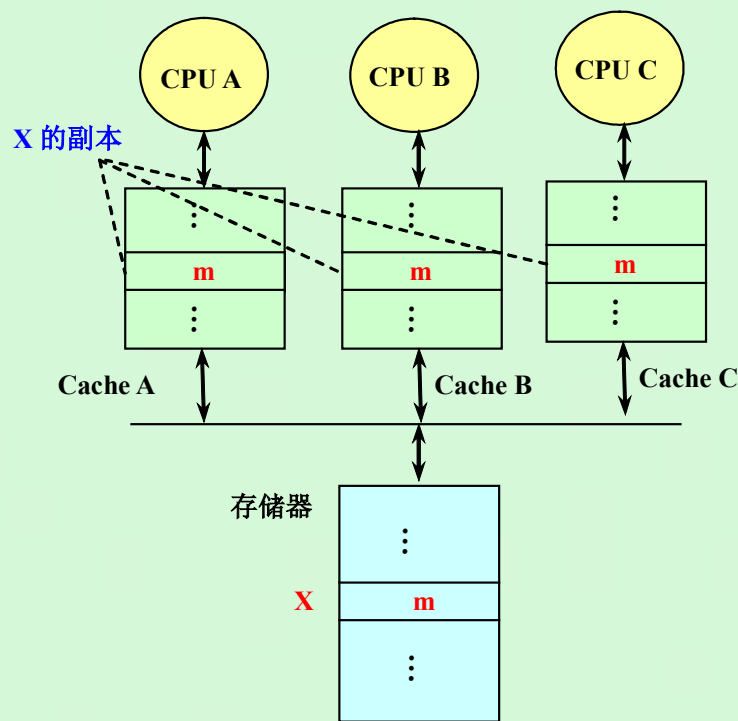 CPU A
CPU B
CPU C
X 的副本
⋮
⋮
⋮
m
m
m
⋮
⋮
⋮
Cache A
Cache B
Cache C
存储器
⋮
X
m
⋮